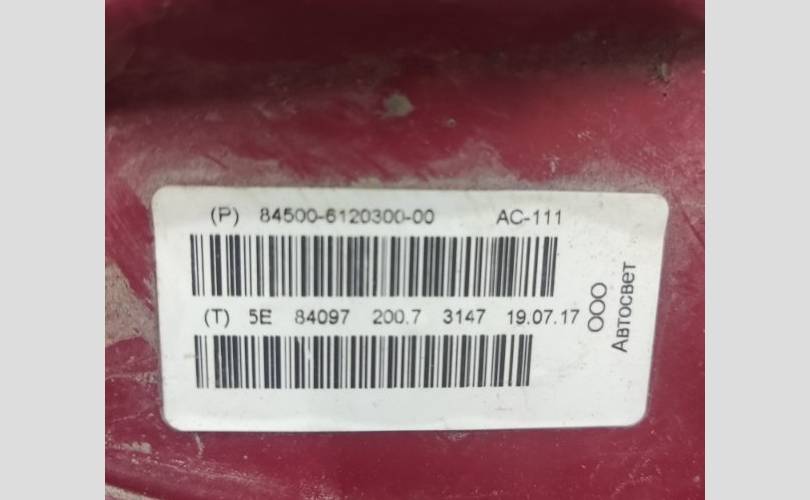 (P) 84500-6120300-00 AC-111
(T) 5E 84097 200.7 3147 19.07.17
ООО
Автосвет